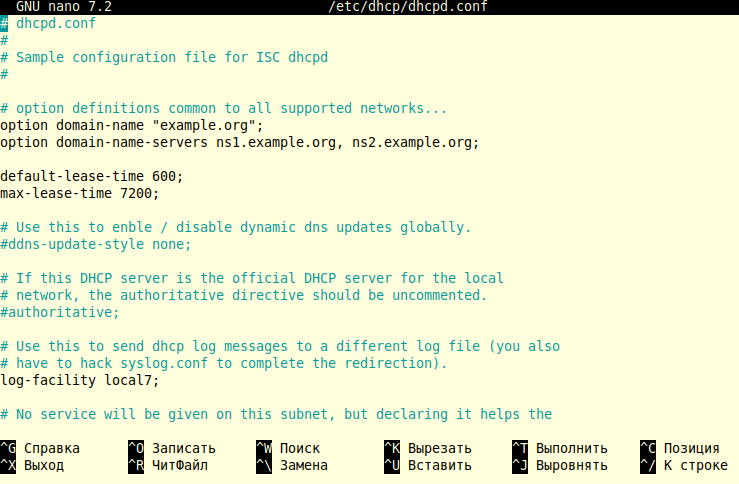 GNU nano 7.2 /etc/dhcp/dhcpd.conf
# dhcpd.conf
#
# Sample configuration file for ISC dhcpd
#
# option definitions common to all supported networks...
option domain-name "example.org";
option domain-name-servers ns1.example.org, ns2.example.org;
default-lease-time 600;
max-lease-time 7200;
# Use this to enble / disable dynamic dns updates globally.
#ddns-update-style none;
# If this DHCP server is the official DHCP server for the local
# network, the authoritative directive should be uncommented.
#authoritative;
# Use this to send dhcp log messages to a different log file (you also
# have to hack syslog.conf to complete the redirection).
log-facility local7;
# No service will be given on this subnet, but declaring it helps the
^G Справка ^O Записать ^W Поиск ^K Вырезать ^T Выполнить ^C Позиция
^X Выход ^R ЧитФайл ^\ Замена ^U Вставить ^J Выровнять ^/ К строке